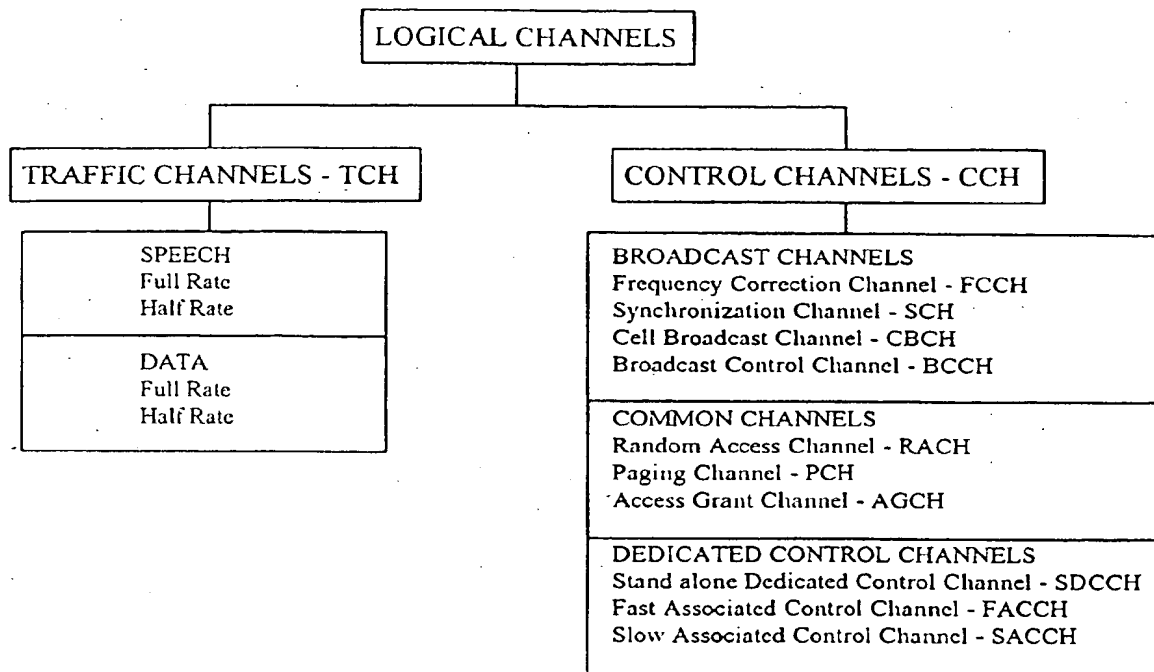 LOGICAL CHANNELS
TRAFFIC CHANNELS - TCH
SPEECH
Full Rate
Half Rate
DATA
Full Rate
Half Rate
CONTROL CHANNELS - CCH
BROADCAST CHANNELS
Frequency Correction Channel - FCCH
Synchronization Channel - SCH
Cell Broadcast Channel - CBCH
Broadcast Control Channel - BCCH
COMMON CHANNELS
Random Access Channel - RACH
Paging Channel - PCH
Access Grant Channel - AGCH
DEDICATED CONTROL CHANNELS
Stand alone Dedicated Control Channel - SDCCH
Fast Associated Control Channel - FACCH
Slow Associated Control Channel - SACCH